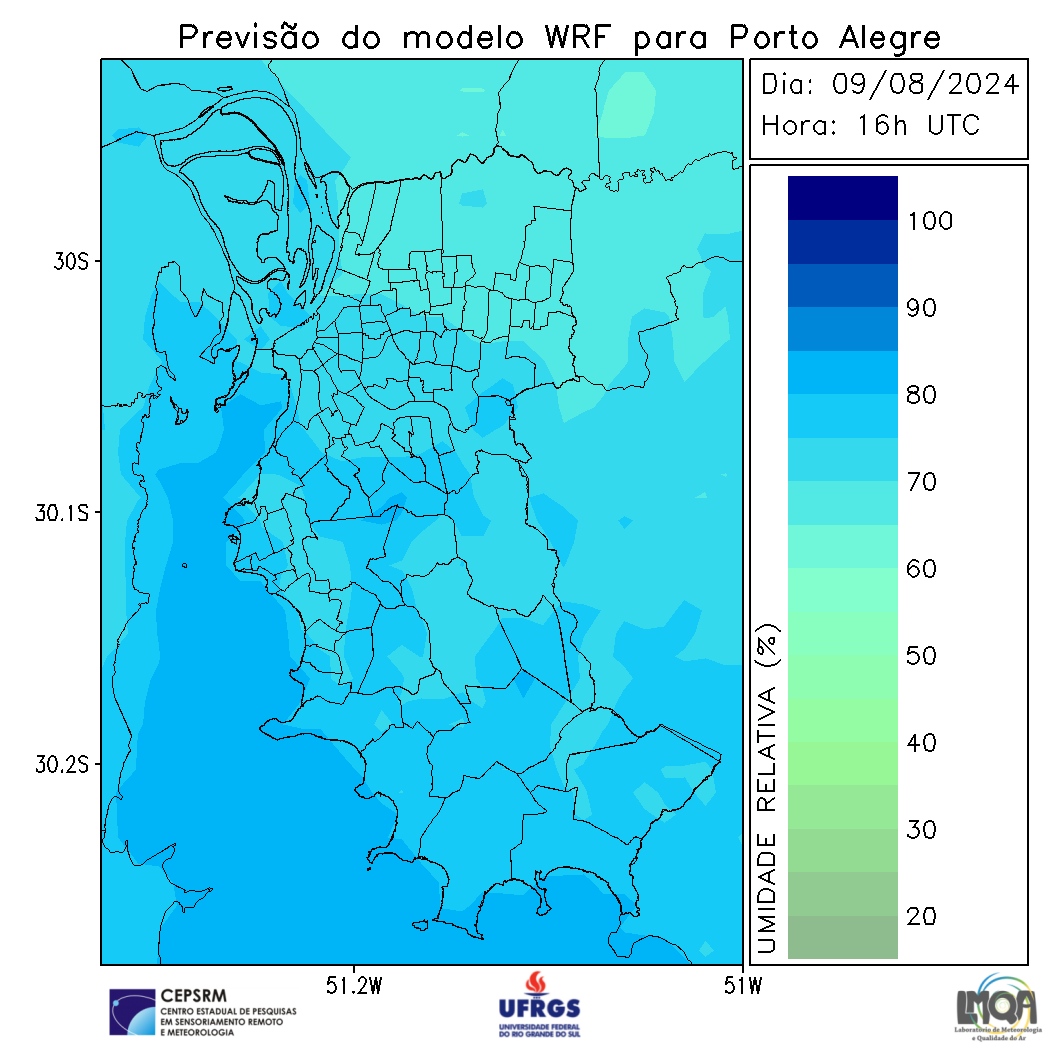 Previsão do modelo WRF para Porto Alegre
Dia: 09/08/2024
Hora: 16h UTC
30S
30.1S
30.2S
51.2W
51W
100
90
80
70
60
50
40
30
20
UMIDADE RELATIVA (%)
CEPSRM
CENTRO ESTADUAL DE PESQUISAS
EM SENSORIAMENTO REMOTO
E METEOROLOGIA
UFRGS
UNIVERSIDADE FEDERAL
DO RIO GRANDE DO SUL
LMQA
Laboratório de Meteorologia
e Qualidade do Ar